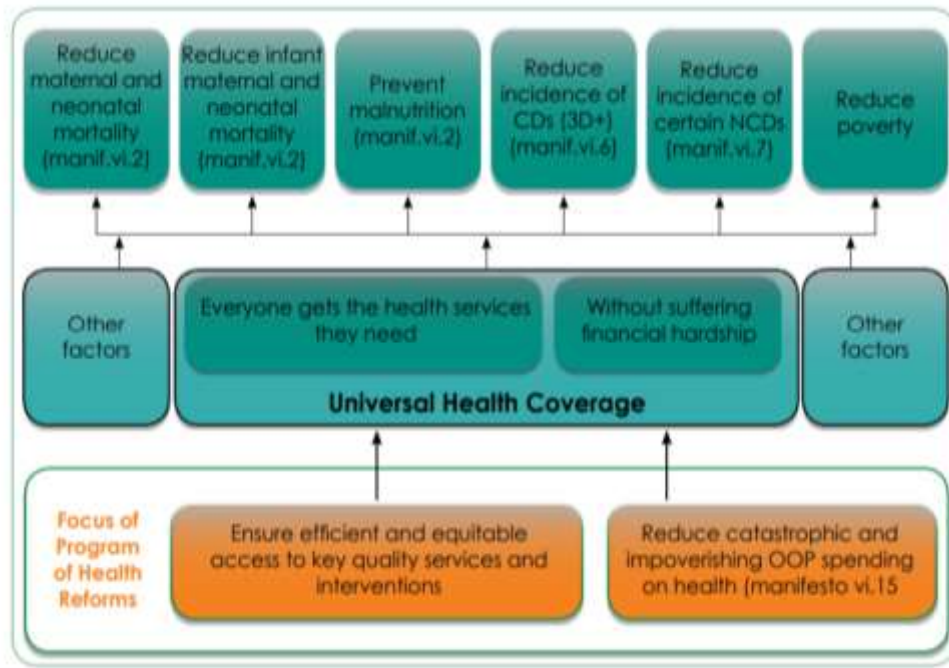 Reduce
maternal and
neonatal
mortality
(manif.vi.2)
Reduce infant
maternal and
neonatal
mortality
(manif.vi.2)
Prevent
malnutrition
(manif.vi.2)
Reduce
incidence of
CDs (3D+)
(manif.vi.6)
Reduce
incidence of
certain NCDs
(manif.vi.7)
Reduce
poverty
Other
factors
Everyone gets the health services
they need
Without suffering
financial hardship
Universal Health Coverage
Other
factors
Focus of
Program
of Health
Reforms
Ensure efficient and equitable
access to key quality services and
interventions
Reduce catastrophic and
impoverishing OOP spending
on health (manifesto vi.15